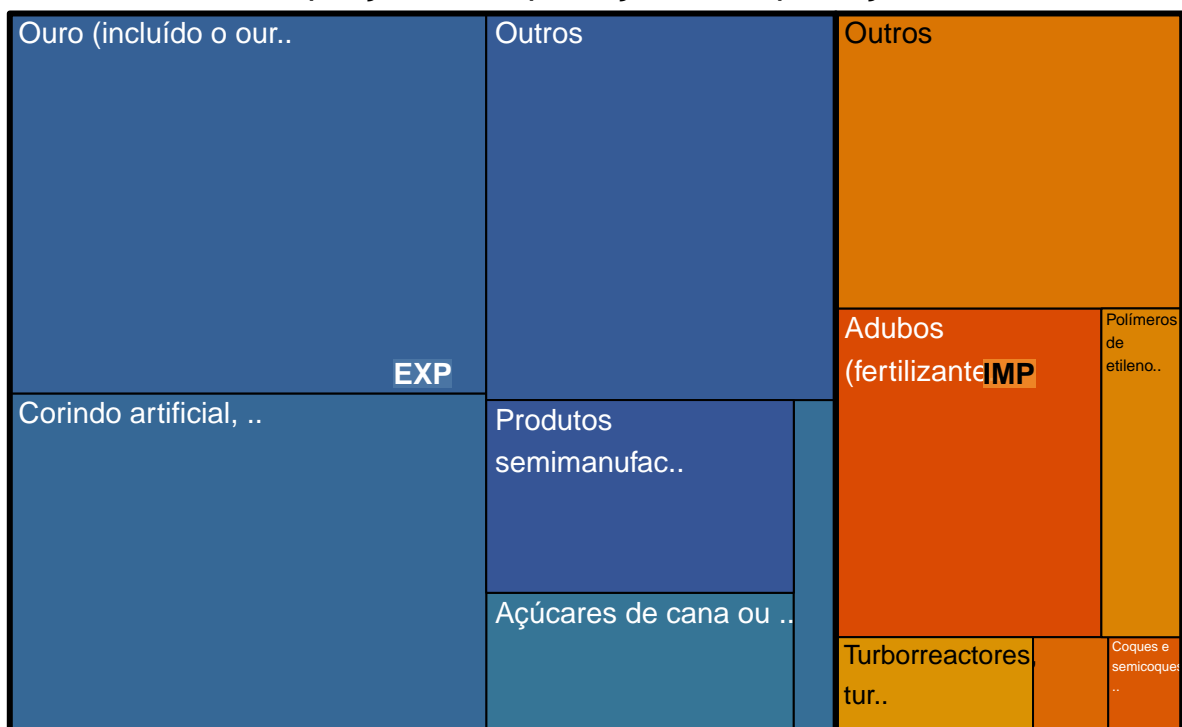 Ouro (incluído o our..
Outros
Outros
EXP
Adubos
(fertilizante
IMP
Polímeros
de
etileno..
Corindo artificial, ..
Produtos
semimanufac..
Açúcares de cana ou ..
Turborreactores,
tur..
Coques e
semicoques
..